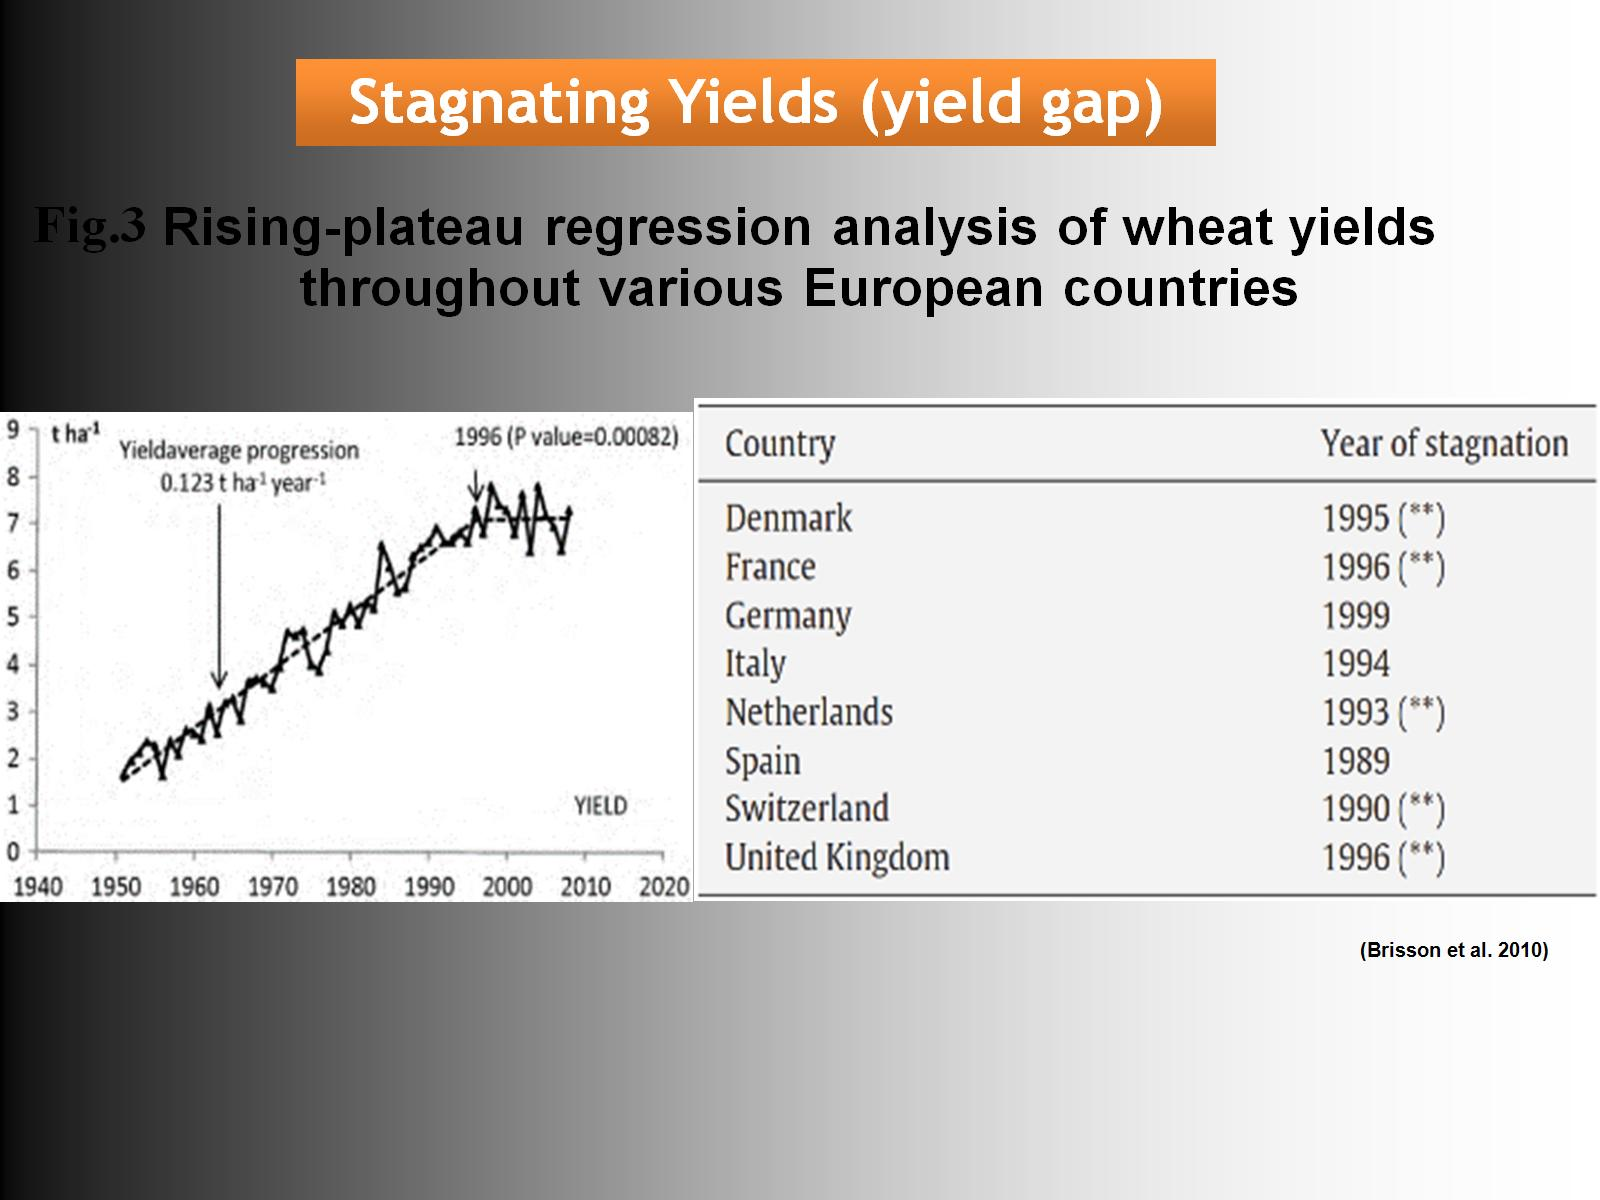 Stagnating Yields (yield gap)
Fig.3 Rising-plateau regression analysis of wheat yields
throughout various European countries
9
8
7
6
5
4
3
2
1
0
t ha-1
Yieldaverage progression
0.123 t ha-1 year-1
1996 (P value=0.00082)
YIELD
1940 1950 1960 1970 1980 1990 2000 2010 2020
Country Year of stagnation
Denmark 1995 (**)
France 1996 (**)
Germany 1999
Italy 1994
Netherlands 1993 (**)
Spain 1989
Switzerland 1990 (**)
United Kingdom 1996 (**)
(Brisson et al. 2010)